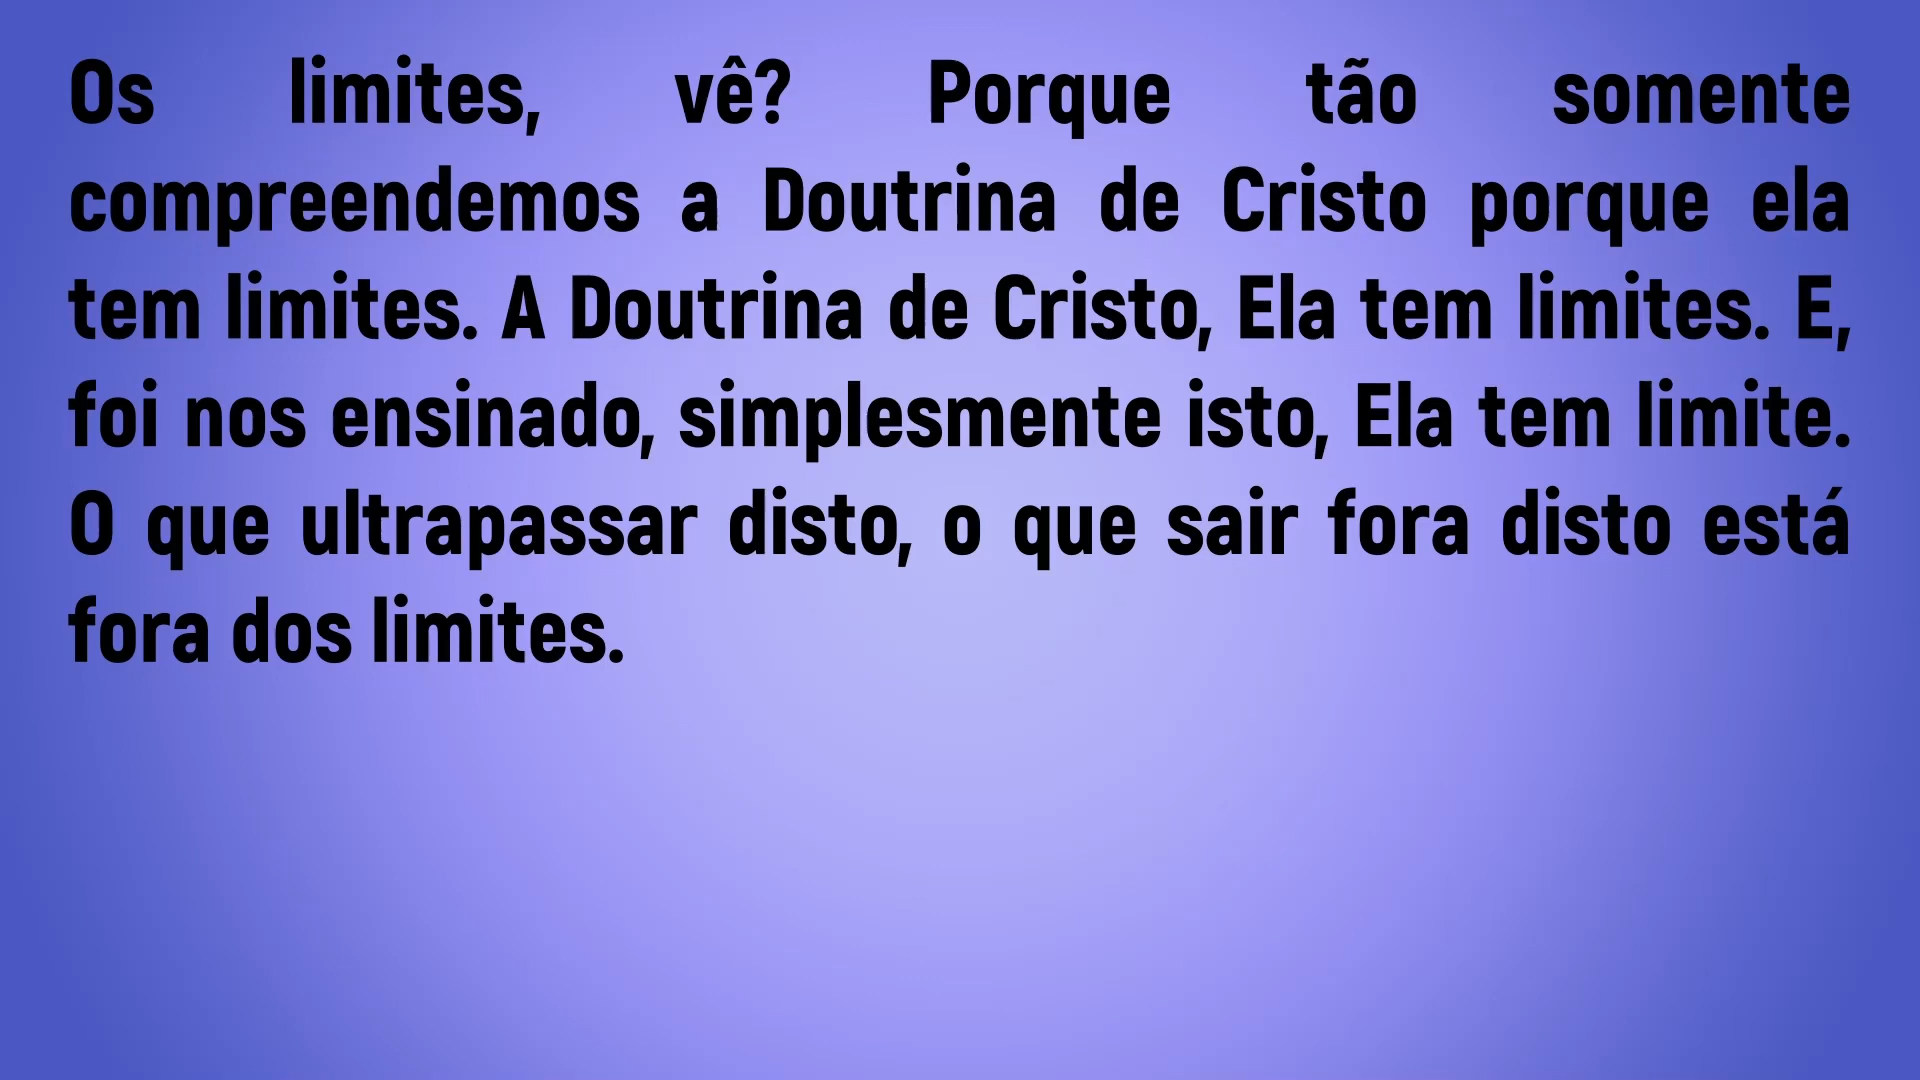 Os limites, vê? Porque tão somente
compreendemos a Doutrina de Cristo porque ela
tem limites. A Doutrina de Cristo, Ela tem limites. E,
foi nos ensinado, simplesmente isto, Ela tem limite.
O que ultrapassar disto, o que sair fora disto está
fora dos limites.